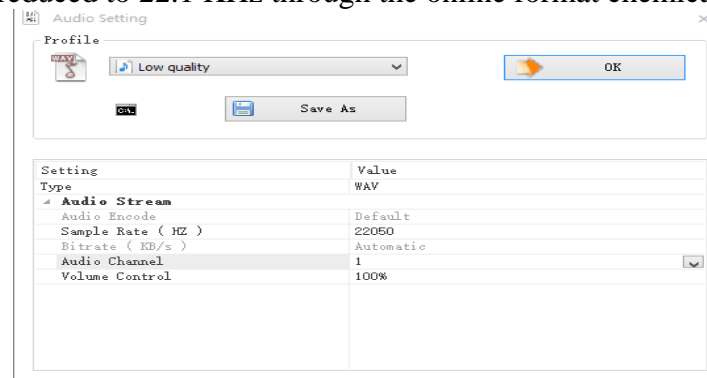 reduced to 22.1 KHz through the online format chemical
Audio Setting
Profile
WAV
Low quality
OK
C:\_
Save As
Setting Value
Type WAV
Audio Stream
Audio Encode Default
Sample Rate ( HZ ) 22050
Bitrate ( KB/s ) Automatic
Audio Channel 1
Volume Control 100%